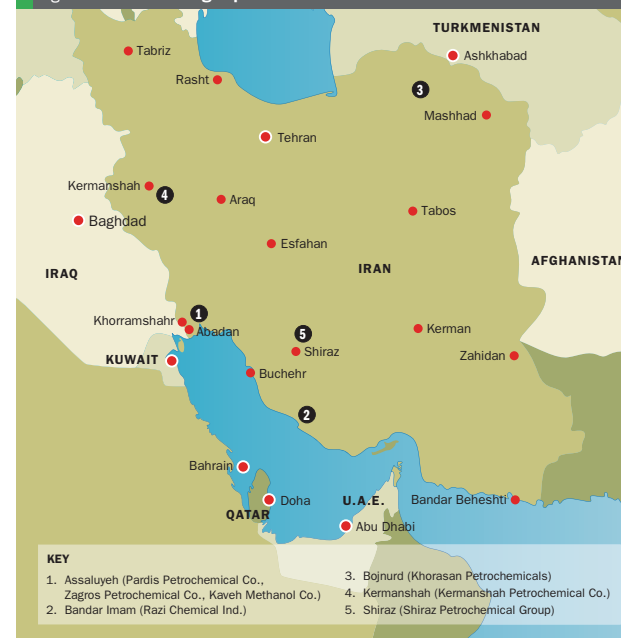 TURKMENISTAN
Tabriz
Ashkhabad
Rasht
3
Mashhad
Tehran
Kermanshah
4
Araq
Tabos
Baghdad
Esfahan
AFGHANISTAN
IRAN
IRAQ
1
Khorramshahr
Abadan
5
Kerman
Shiraz
Zahidan
KUWAIT
Buchehr
2
Bahrain
Doha
U.A.E.
Bandar Beheshti
QATAR
Abu Dhabi
KEY
1. Assaluyeh (Pardis Petrochemical Co.,
Zagros Petrochemical Co., Kaveh Methanol Co.)
2. Bandar Imam (Razi Chemical Ind.)
3. Bojnurd (Khorasan Petrochemicals)
4. Kermanshah (Kermanshah Petrochemical Co.)
5. Shiraz (Shiraz Petrochemical Group)